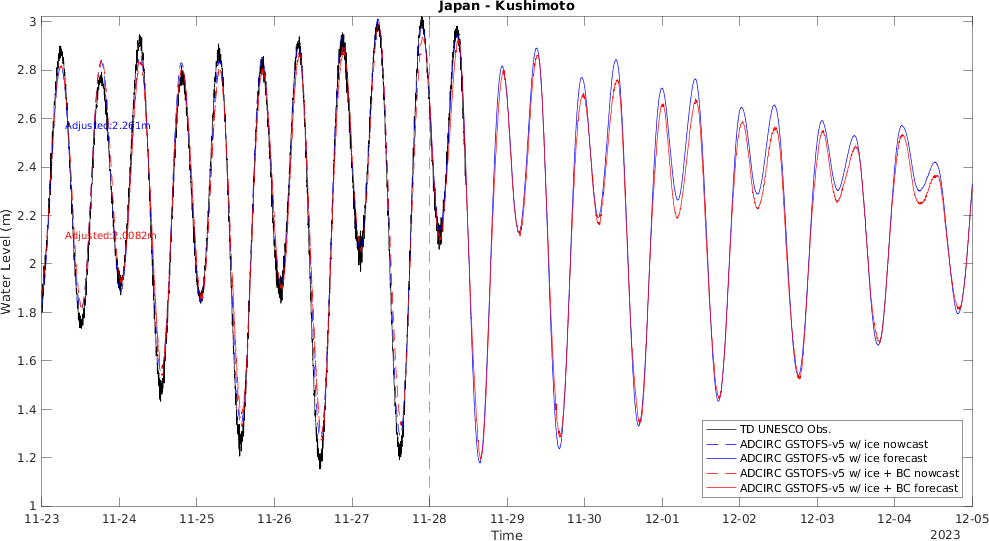 Japan - Kushimoto
3
2.8
2.6
2.4
2.2
2
1.8
1.6
1.4
1.2
1
Water Level (m)
Adjusted:2.261m
Adjusted:2.0082m
TD UNESCO Obs.
ADCIRC GSTOFS-v5 w/ ice nowcast
ADCIRC GSTOFS-v5 w/ ice forecast
ADCIRC GSTOFS-v5 w/ ice + BC nowcast
ADCIRC GSTOFS-v5 w/ ice + BC forecast
11-23 11-24 11-25 11-26 11-27 11-28 11-29 11-30 12-01 12-02 12-03 12-04 12-05
Time
2023